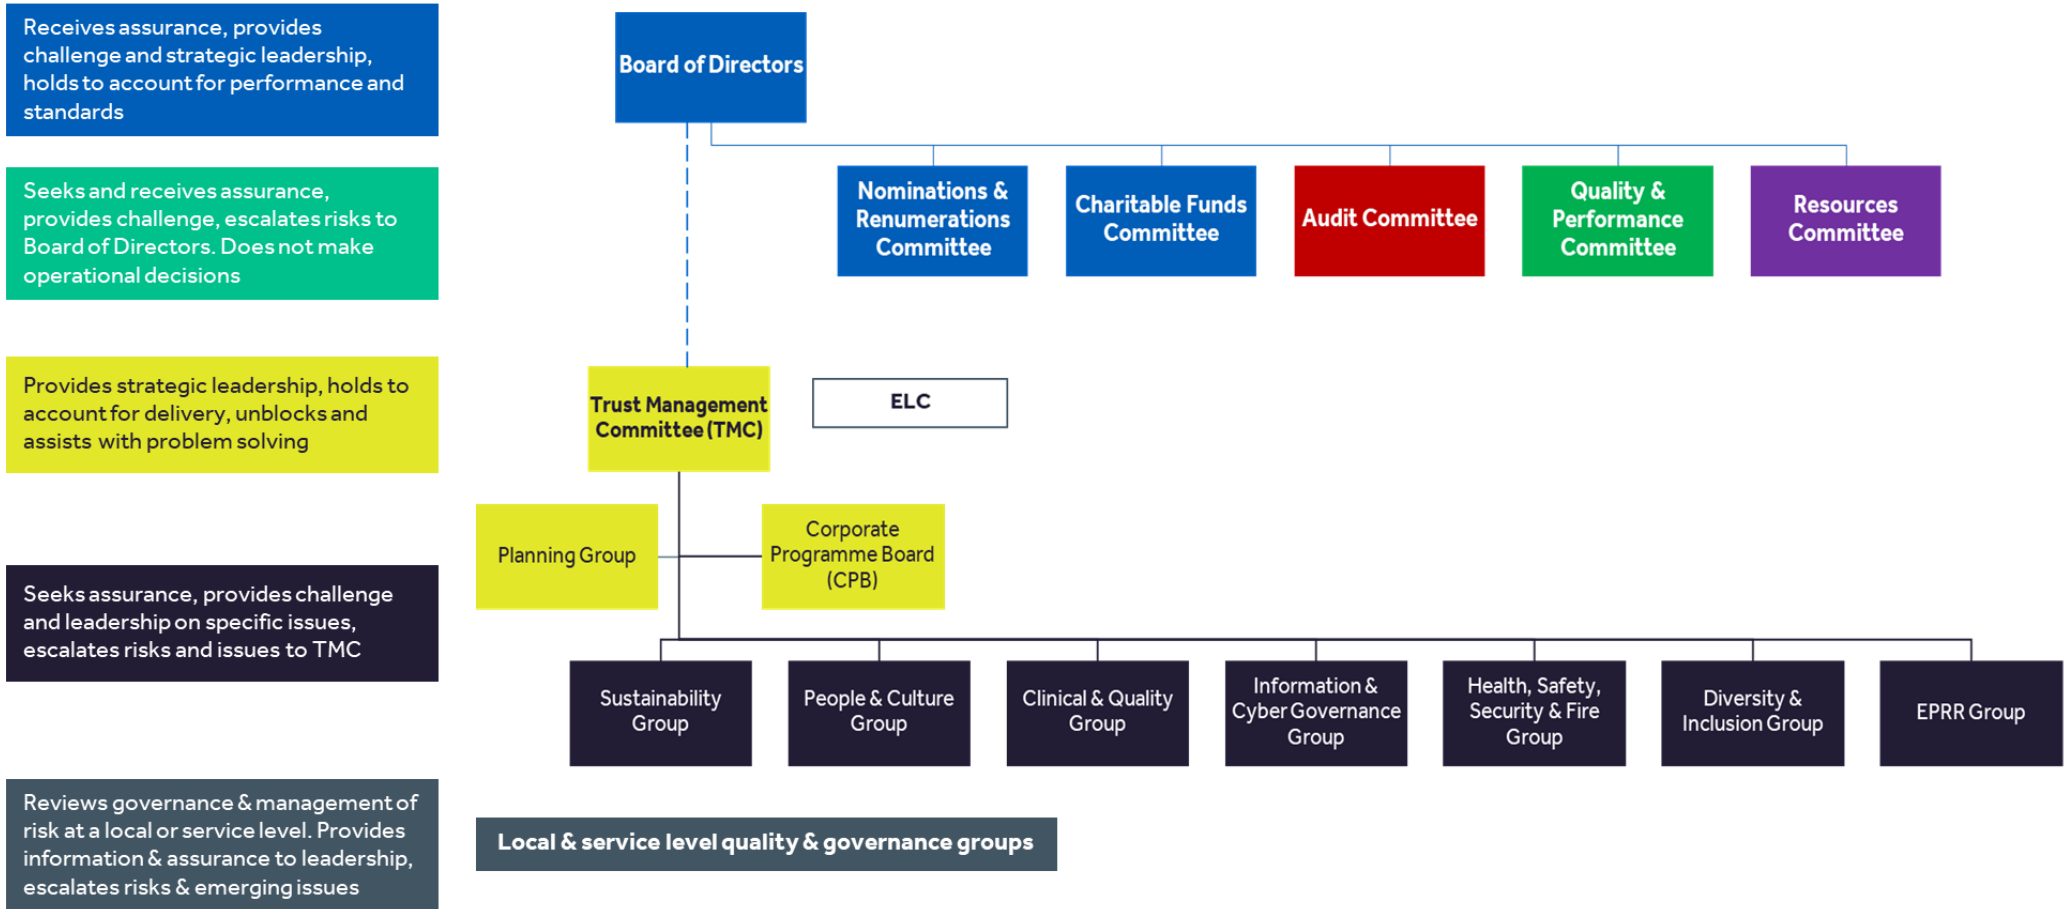 Receives assurance, provides
challenge and strategic leadership,
holds to account for performance and
standards
Board of Directors
Seeks and receives assurance,
provides challenge, escalates risks to
Board of Directors. Does not make
operational decisions
Nominations &
Renumerations
Committee
Charitable Funds
Committee
Audit Committee
Quality &
Performance
Committee
Resources
Committee
Provides strategic leadership, holds to
account for delivery, unblocks and
assists with problem solving
Trust Management
Committee (TMC)
ELC
Planning Group
Corporate
Programme Board
(CPB)
Seeks assurance, provides challenge
and leadership on specific issues,
escalates risks and issues to TMC
Sustainability
Group
People & Culture
Group
Clinical & Quality
Group
Information &
Cyber Governance
Group
Health, Safety,
Security & Fire
Group
Diversity &
Inclusion Group
EPRR Group
Reviews governance & management of
risk at a local or service level. Provides
information & assurance to leadership,
escalates risks & emerging issues
Local & service level quality & governance groups